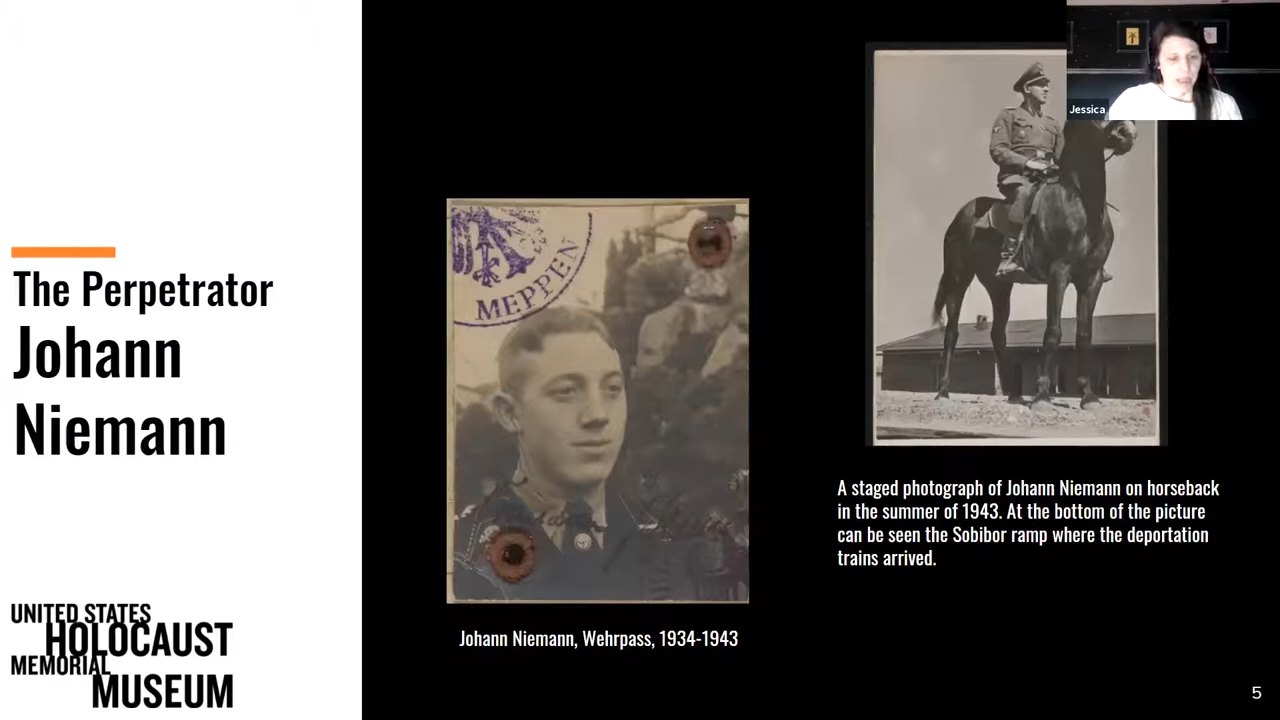 The Perpetrator
Johann
Niemann
UNITED STATES
HOLOCAUST
MEMORIAL
MUSEUM
MEPPEN
Johann Niemann, Wehrpass, 1934-1943
Jessica
A staged photograph of Johann Niemann on horseback
in the summer of 1943. At the bottom of the picture
can be seen the Sobibor ramp where the deportation
trains arrived.
5